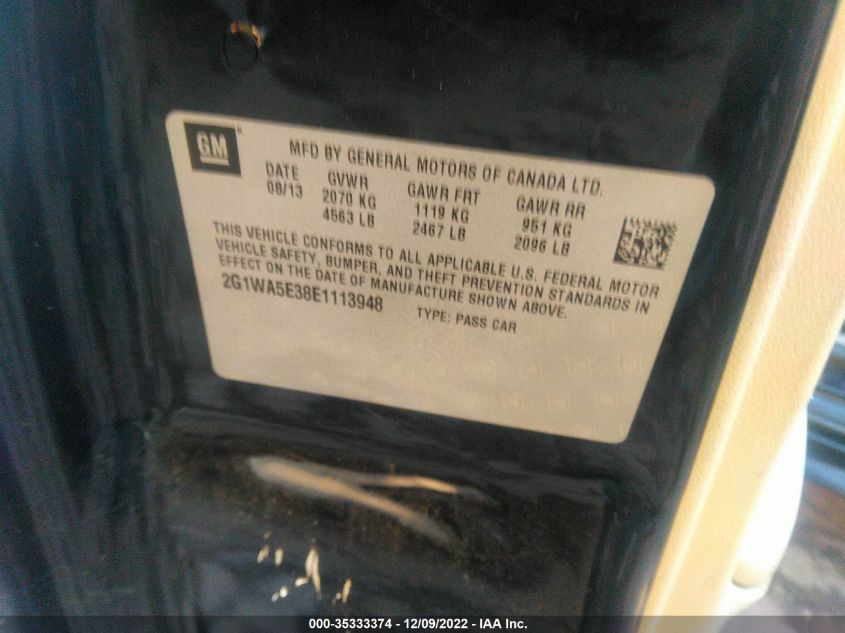 GM
MFD BY GENERAL MOTORS OF CANADA LTD.
DATE GVWR GAWR FRT GAWR RR
08/13 2070 KG 1119 KG 951 KG
4563 LB 2467 LB 2096 LB
THIS VEHICLE CONFORMS TO ALL APPLICABLE U.S. FEDERAL MOTOR
VEHICLE SAFETY, BUMPER, AND THEFT PREVENTION STANDARDS IN
EFFECT ON THE DATE OF MANUFACTURE SHOWN ABOVE.
2G1WA5E38E1113948 TYPE: PASS CAR
000-35333374 - 12/09/2022 - IAA Inc.